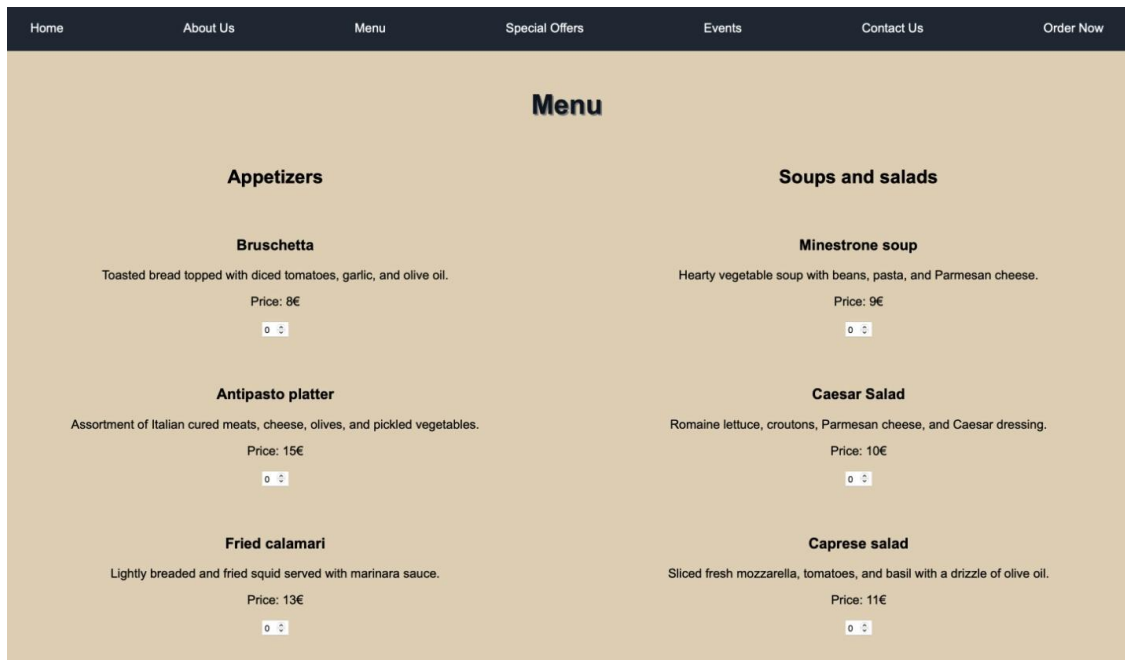 Home About Us Menu Special Offers Events Contact Us Order Now
Menu
Appetizers
Bruschetta
Toasted bread topped with diced tomatoes, garlic, and olive oil.
Price: 8€
0
Antipasto platter
Assortment of Italian cured meats, cheese, olives, and pickled vegetables.
Price: 15€
0
Fried calamari
Lightly breaded and fried squid served with marinara sauce.
Price: 13€
0
Soups and salads
Minestrone soup
Hearty vegetable soup with beans, pasta, and Parmesan cheese.
Price: 9€
0
Caesar Salad
Romaine lettuce, croutons, Parmesan cheese, and Caesar dressing.
Price: 10€
0
Caprese salad
Sliced fresh mozzarella, tomatoes, and basil with a drizzle of olive oil.
Price: 11€
0